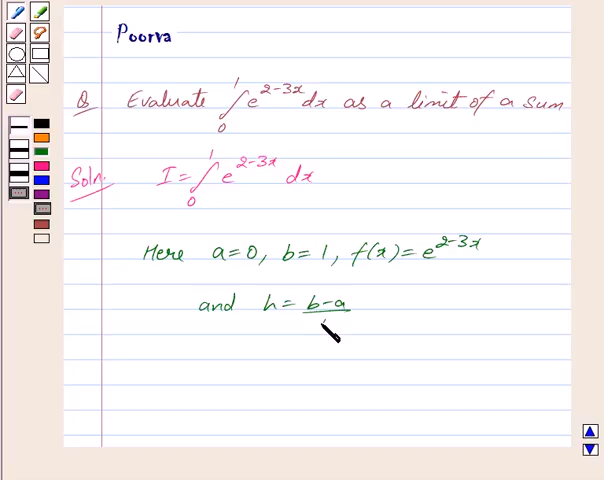 Poorva
Q Evaluate ∫₀¹ e^{2-3x} dx as a limit of a sum
Soln. I = ∫₀¹ e^{2-3x} dx
Here a=0, b=1, f(x) = e^{2-3x}
and h = b-a